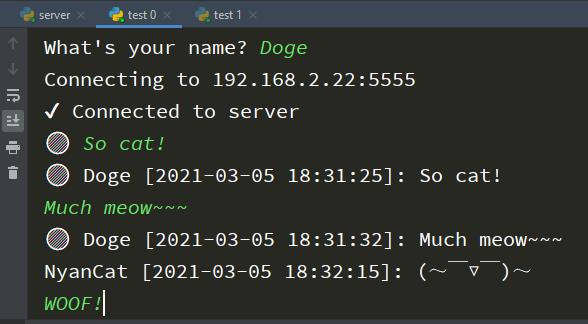 server
test 0
test 1
What's your name? Doge
Connecting to 192.168.2.22:5555
✔ Connected to server
So cat!
Doge [2021-03-05 18:31:25]: So cat!
Much meow~~~
Doge [2021-03-05 18:31:32]: Much meow~~~
NyanCat [2021-03-05 18:32:15]: (～￣▽￣)～
WOOF!